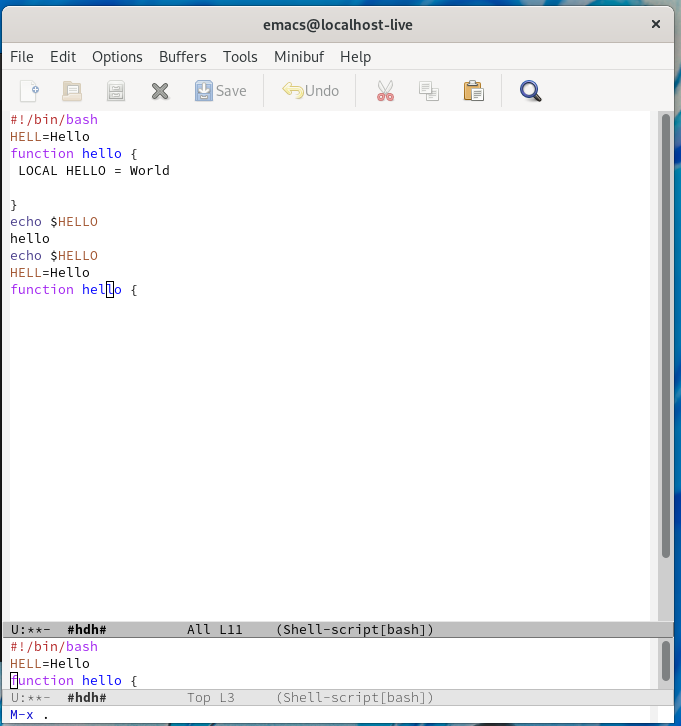 emacs@localhost-live
File Edit Options Buffers Tools Minibuf Help
Save Undo
#!/bin/bash
HELL=Hello
function hello {
 LOCAL HELLO = World
}
echo $HELLO
hello
echo $HELLO
HELL=Hello
function hello {
U:**- #hdh# All L11 (Shell-script[bash])
#!/bin/bash
HELL=Hello
function hello {
U:**- #hdh# Top L3 (Shell-script[bash])
M-x .